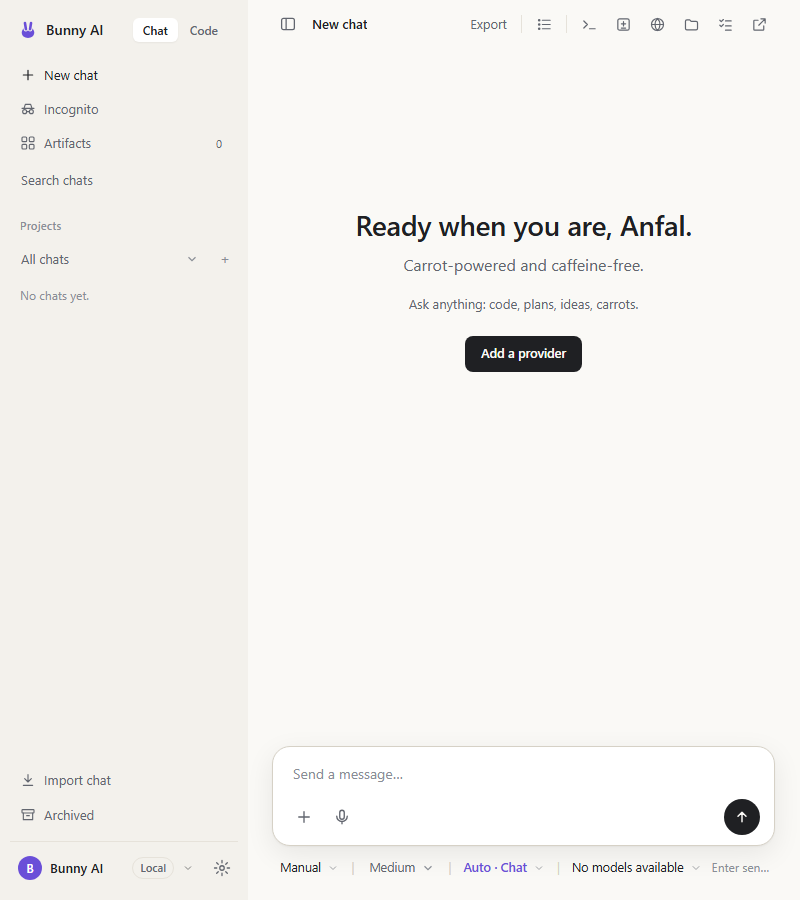 Bunny AI
Chat
Code
New chat
Incognito
Artifacts
0
Search chats
Projects
All chats
+
No chats yet.
Import chat
Archived
B
Bunny AI
Local
New chat
Export
Ready when you are, Anfal.
Carrot-powered and caffeine-free.
Ask anything: code, plans, ideas, carrots.
Add a provider
Send a message...
Manual
Medium
Auto · Chat
No models available
Enter sen...